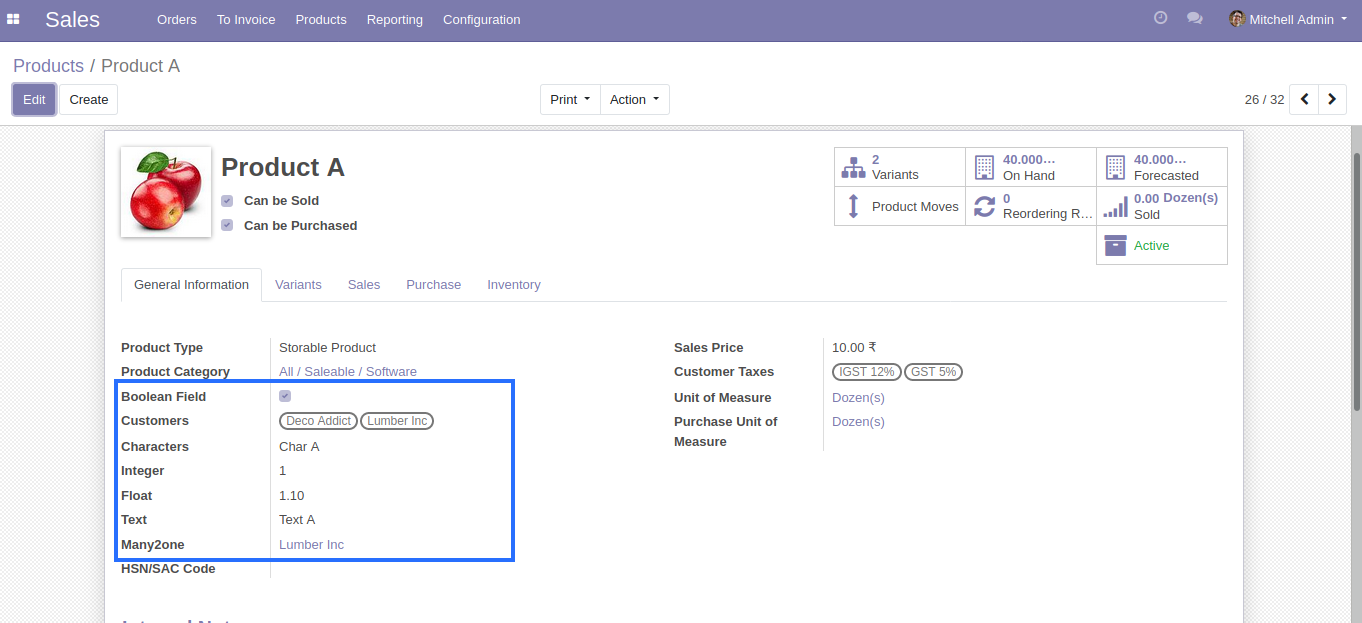 Sales Orders To Invoice Products Reporting Configuration Mitchell Admin
Products / Product A
Edit Create Print Action 26 / 32
Product A
Can be Sold
Can be Purchased
2
Variants
40.000...
On Hand
40.000...
Forecasted
Product Moves
0
Reordering R...
0.00 Dozen(s)
Sold
Active
General Information Variants Sales Purchase Inventory
Product Type Storable Product
Product Category All / Saleable / Software
Boolean Field
Customers Deco Addict Lumber Inc
Characters Char A
Integer 1
Float 1.10
Text Text A
Many2one Lumber Inc
HSN/SAC Code
Sales Price 10.00 ₹
Customer Taxes IGST 12% GST 5%
Unit of Measure Dozen(s)
Purchase Unit of Dozen(s)
Measure